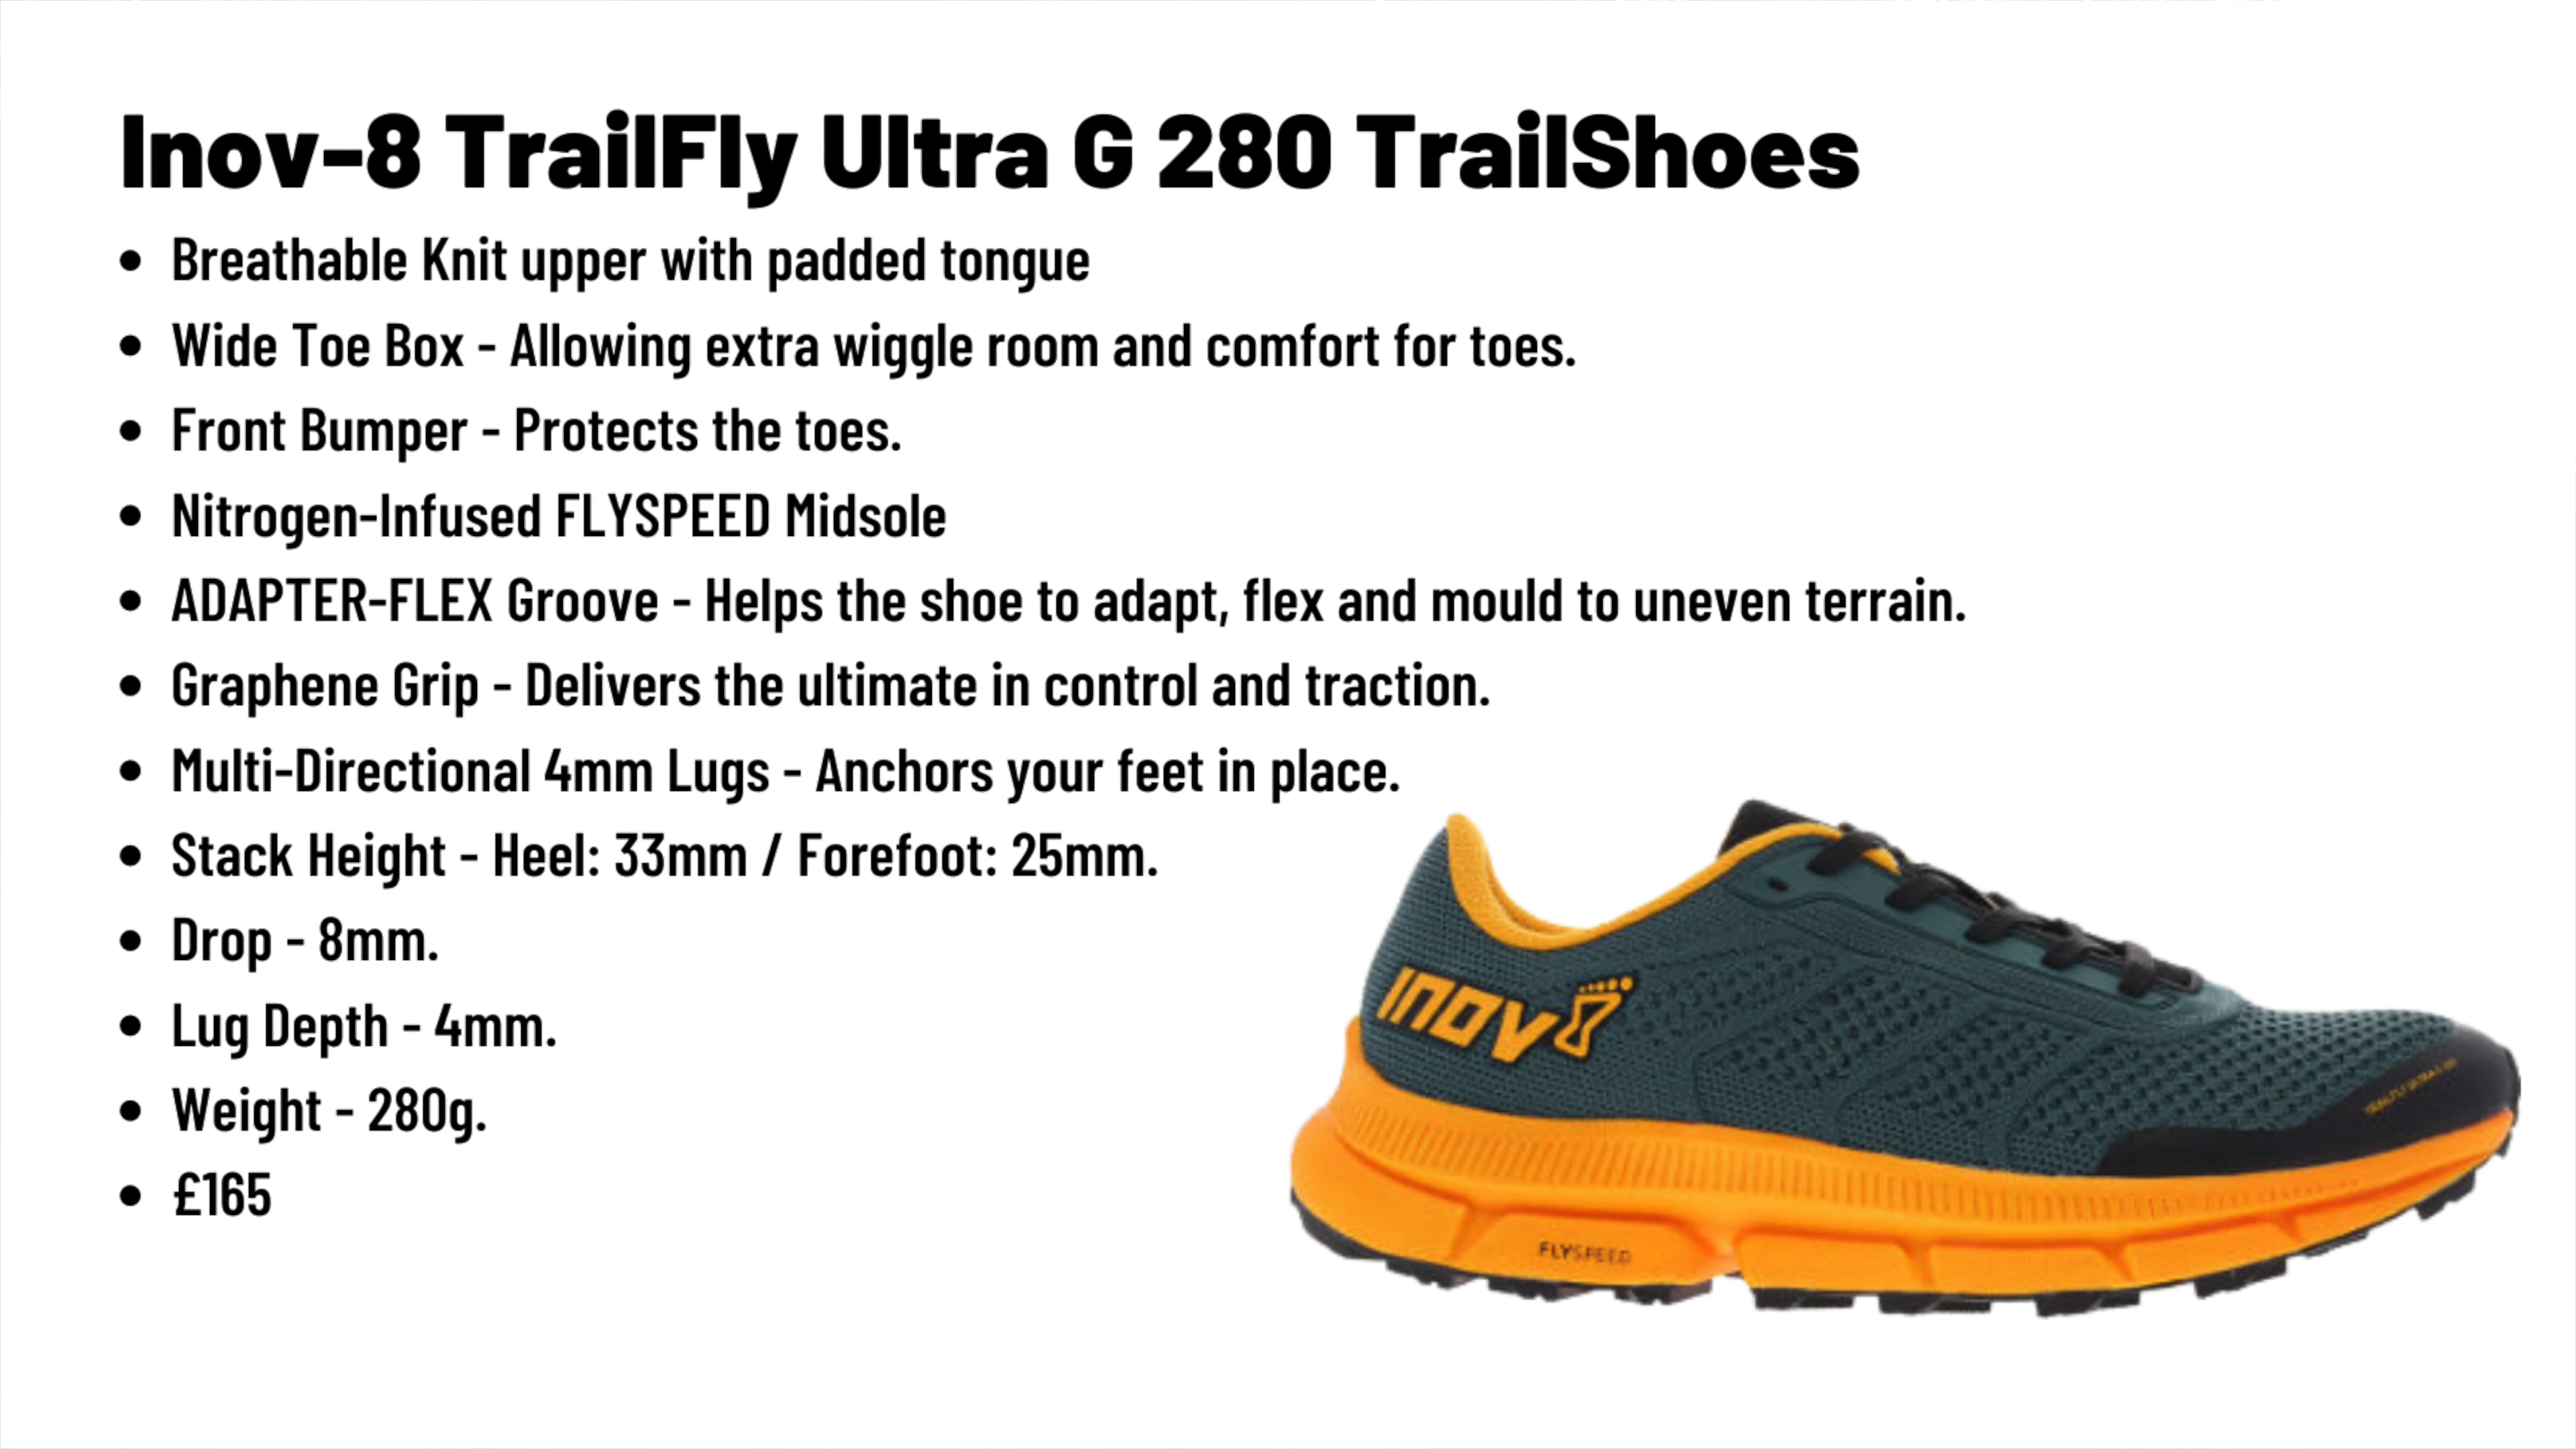 Inov-8 TrailFly Ultra G 280 TrailShoes
• Breathable Knit upper with padded tongue
• Wide Toe Box - Allowing extra wiggle room and comfort for toes.
• Front Bumper - Protects the toes.
• Nitrogen-Infused FLYSPEED Midsole
• ADAPTER-FLEX Groove - Helps the shoe to adapt, flex and mould to uneven terrain.
• Graphene Grip - Delivers the ultimate in control and traction.
• Multi-Directional 4mm Lugs - Anchors your feet in place.
• Stack Height - Heel: 33mm / Forefoot: 25mm.
• Drop - 8mm.
• Lug Depth - 4mm.
• Weight - 280g.
• £165
INOV8
FLYSPEED